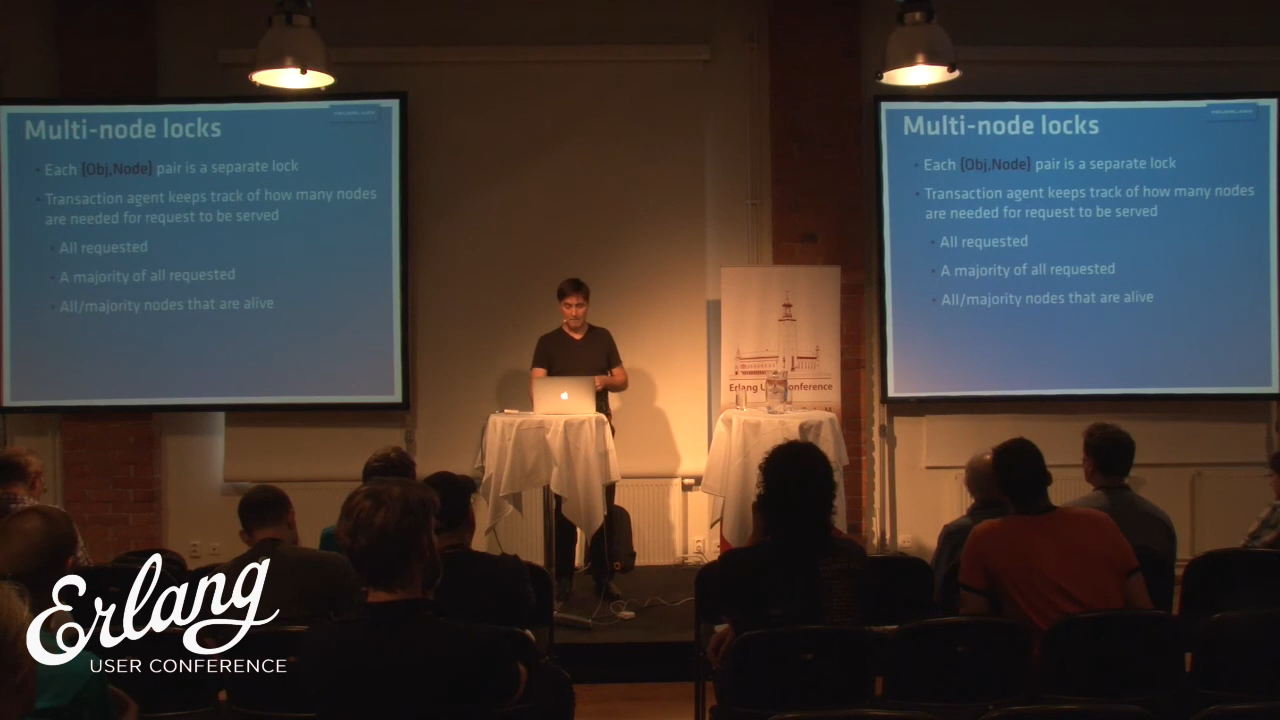 Multi-node locks
Each {Obj,Node} pair is a separate lock
Transaction agent keeps track of how many nodes
are needed for request to be served
All requested
A majority of all requested
All/majority nodes that are alive
Multi-node locks
Each {Obj,Node} pair is a separate lock
Transaction agent keeps track of how many nodes
are needed for request to be served
All requested
A majority of all requested
All/majority nodes that are alive
Erlang User Conference
Erlang
USER CONFERENCE